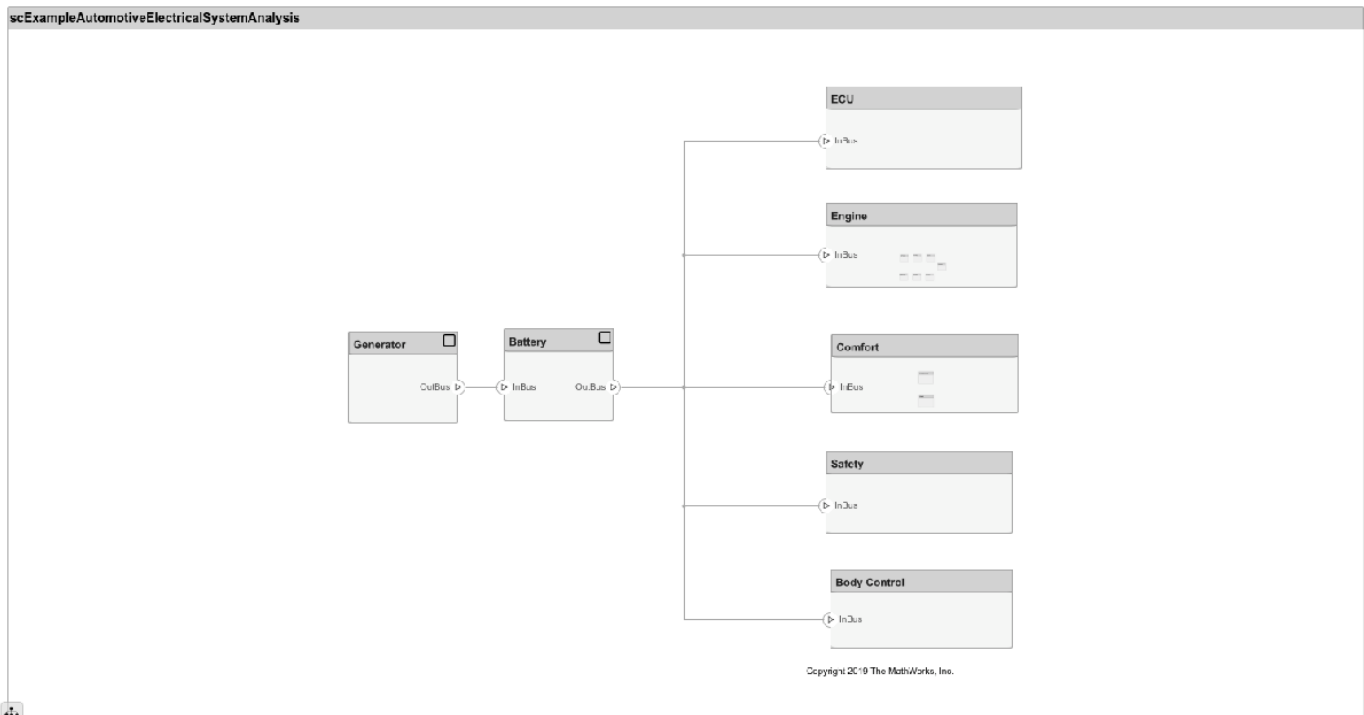 scExampleAutomotiveElectricalSystemAnalysis
ECU
InBus
Engine
InBus
Generator
OutBus
Battery
InBus
OutBus
Comfort
InBus
Safety
InBus
Body Control
InBus
Copyright 2019 The MathWorks, Inc.